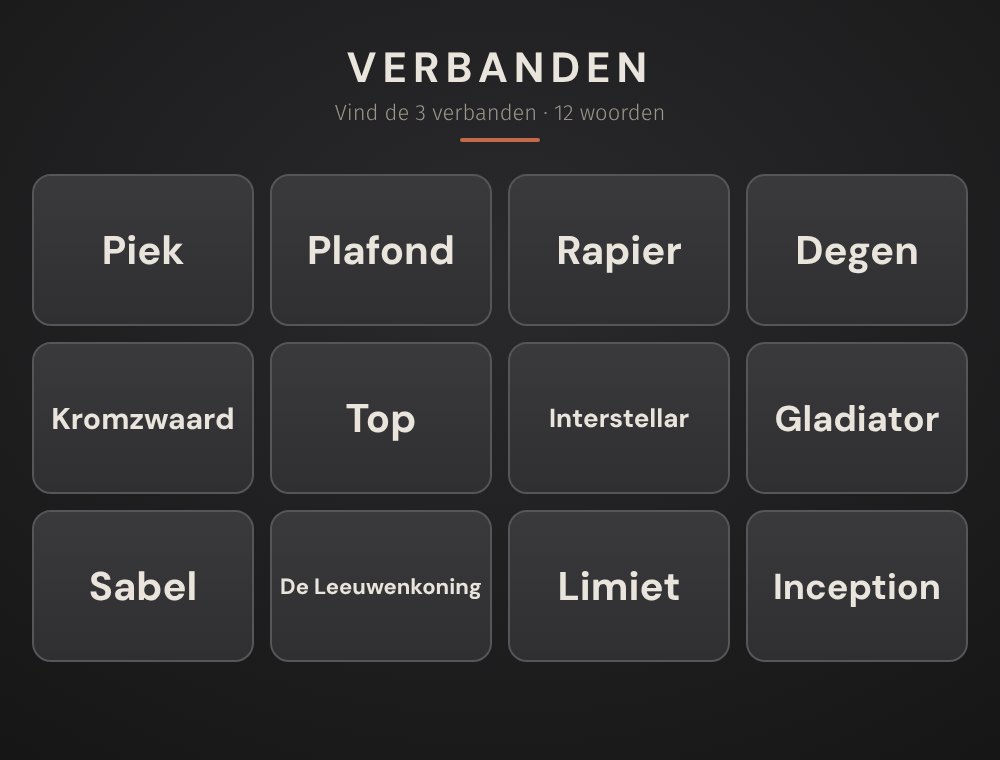 VERBANDEN
Vind de 3 verbanden · 12 woorden
Piek
Plafond
Rapier
Degen
Kromzwaard
Top
Interstellar
Gladiator
Sabel
De Leeuwenkoning
Limiet
Inception